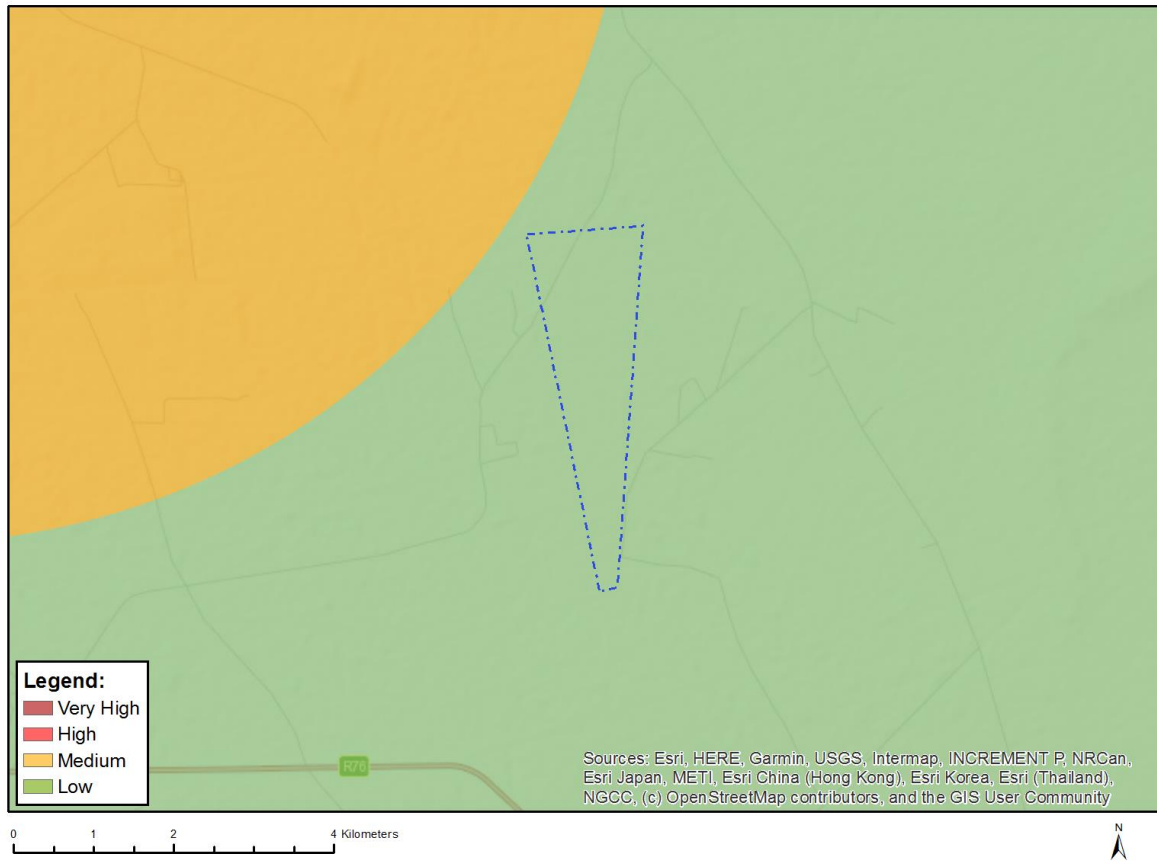 R76
Legend:
Very High
High
Medium
Low
Sources: Esri, HERE, Garmin, USGS, Intermap, INCREMENT P, NRCan,
Esri Japan, METI, Esri China (Hong Kong), Esri Korea, Esri (Thailand),
NGCC, (c) OpenStreetMap contributors, and the GIS User Community
0 1 2 4 Kilometers
N